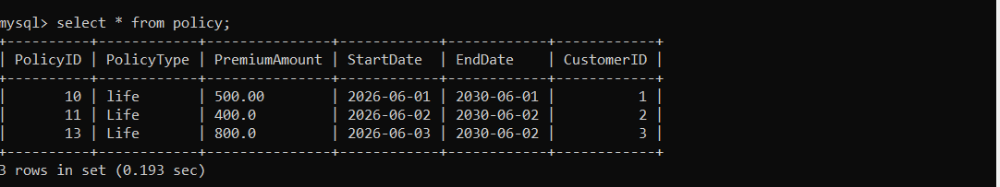 mysql> select * from policy;
+----------+------------+---------------+------------+------------+------------+
| PolicyID | PolicyType | PremiumAmount | StartDate  | EndDate    | CustomerID |
+----------+------------+---------------+------------+------------+------------+
|       10 | life       | 500.00        | 2026-06-01 | 2030-06-01 |          1 |
|       11 | Life       | 400.0         | 2026-06-02 | 2030-06-02 |          2 |
|       13 | Life       | 800.0         | 2026-06-03 | 2030-06-02 |          3 |
+----------+------------+---------------+------------+------------+------------+
3 rows in set (0.193 sec)